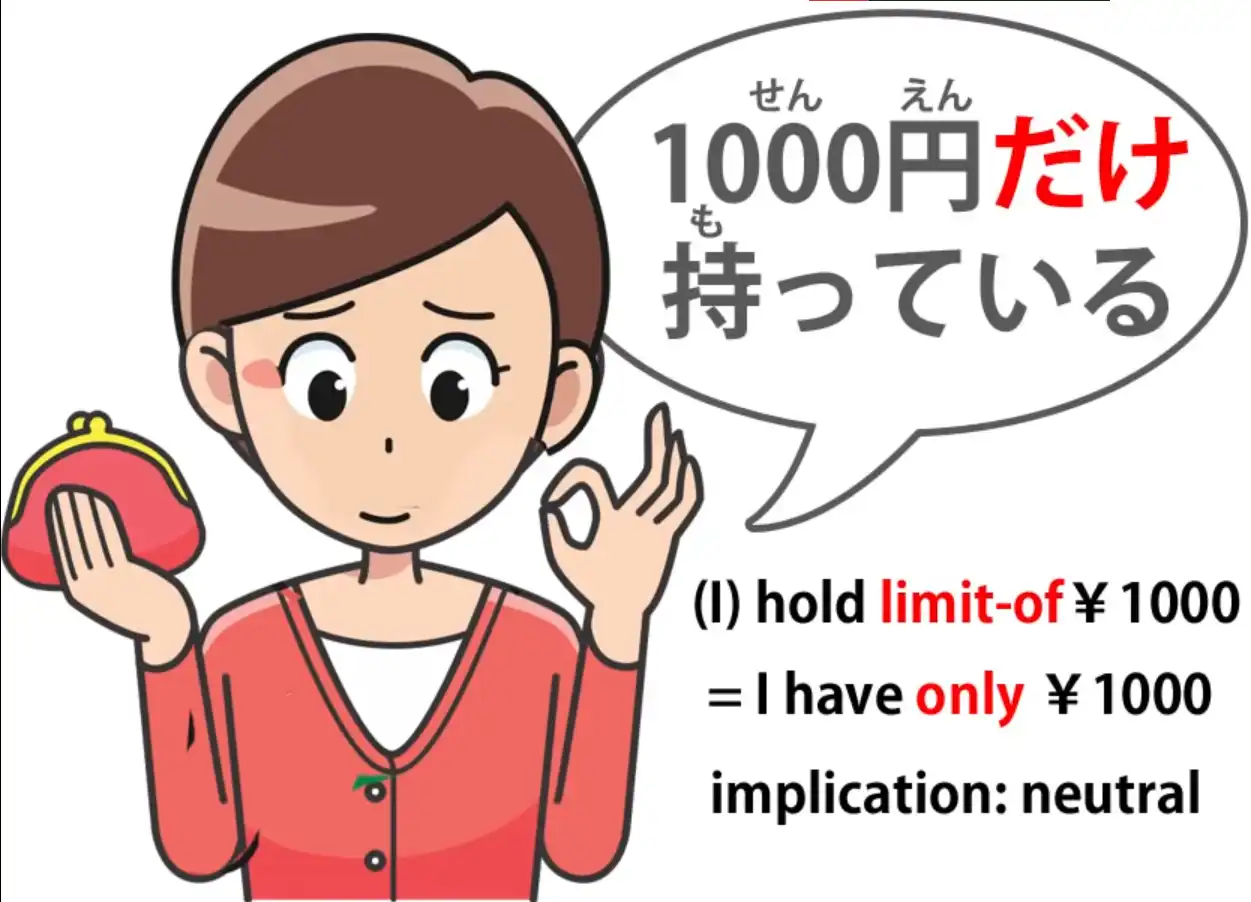 せん えん
1000円だけ
も
持っている
(I) hold limit-of ¥ 1000
= I have only ¥ 1000
implication: neutral